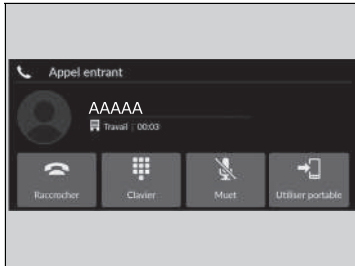 Appel entrant
AAAAA
Travail | 00:03
Raccrocher Clavier Muet Utiliser portable